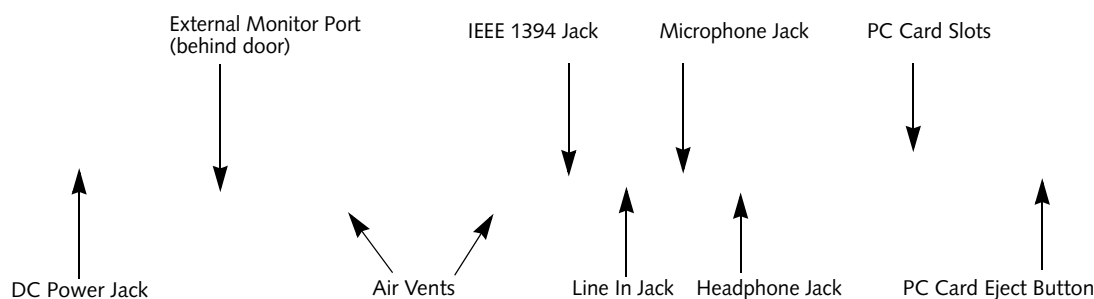 External Monitor Port
(behind door)
IEEE 1394 Jack
Microphone Jack
PC Card Slots
DC Power Jack
Air Vents
Line In Jack
Headphone Jack
PC Card Eject Button